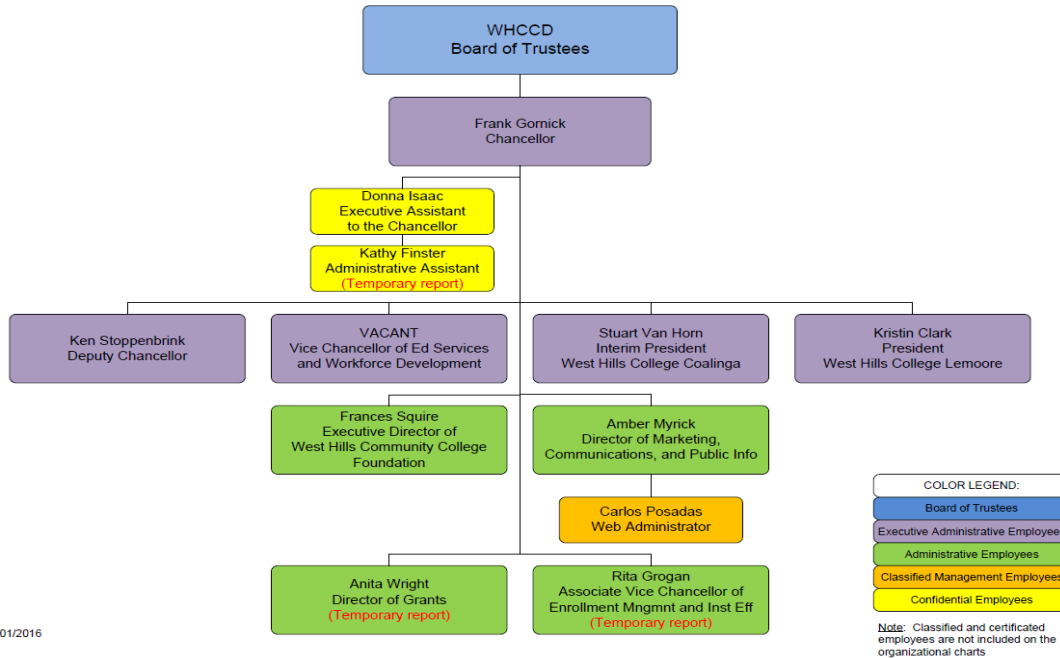 WHCCD
Board of Trustees
Frank Gornick
Chancellor
Donna Isaac
Executive Assistant
to the Chancellor
Kathy Finster
Administrative Assistant
(Temporary report)
Ken Stoppenbrink
Deputy Chancellor
VACANT
Vice Chancellor of Ed Services
and Workforce Development
Stuart Van Horn
Interim President
West Hills College Coalinga
Kristin Clark
President
West Hills College Lemoore
Frances Squire
Executive Director of
West Hills Community College
Foundation
Amber Myrick
Director of Marketing,
Communications, and Public Info
Carlos Posadas
Web Administrator
Anita Wright
Director of Grants
(Temporary report)
Rita Grogan
Associate Vice Chancellor of
Enrollment Mngmnt and Inst Eff
(Temporary report)
COLOR LEGEND:
Board of Trustees
Executive Administrative Employee
Administrative Employees
Classified Management Employees
Confidential Employees
Note: Classified and certificated
employees are not included on the
organizational charts
01/2016